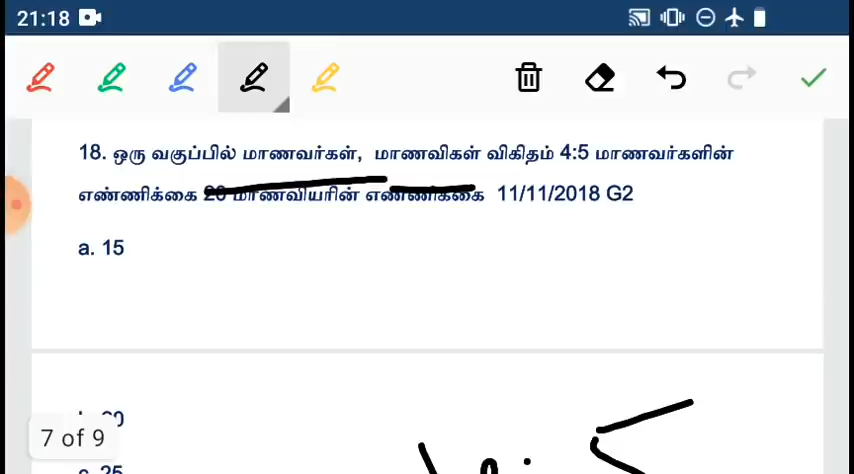 21:18
18. ஒரு வகுப்பில் மாணவர்கள், மாணவிகள் விகிதம் 4:5 மாணவர்களின்
எண்ணிக்கை 20 மாணவியரின் எண்ணிக்கை 11/11/2018 G2
a. 15
7 of 9
c. 25